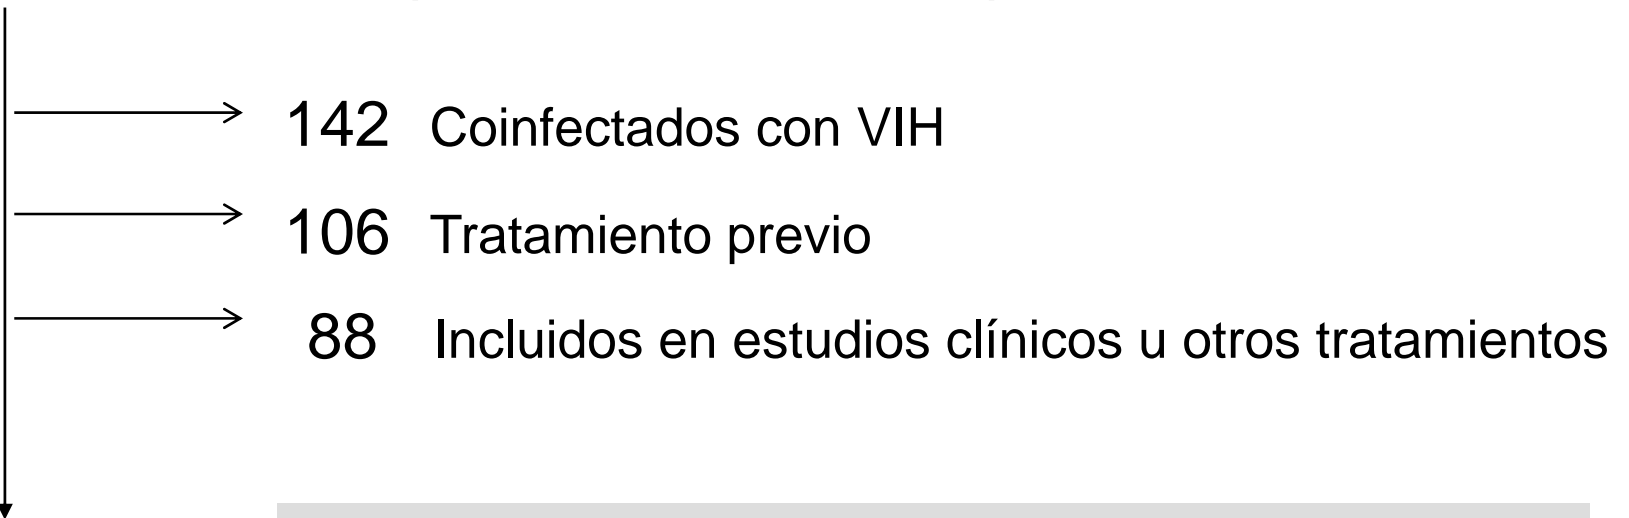 142 Coinfectados con VIH
106 Tratamiento previo
88 Incluidos en estudios clínicos u otros tratamientos